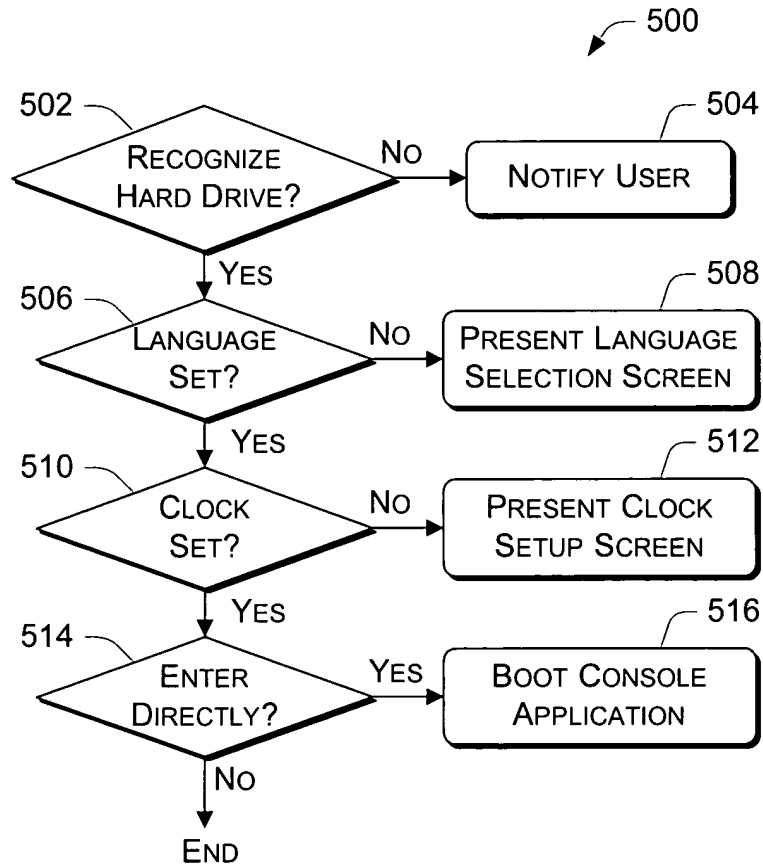 500
502
RECOGNIZE
HARD DRIVE?
NO
504
NOTIFY USER
YES
506
LANGUAGE
SET?
NO
508
PRESENT LANGUAGE
SELECTION SCREEN
YES
510
CLOCK
SET?
NO
512
PRESENT CLOCK
SETUP SCREEN
YES
514
ENTER
DIRECTLY?
YES
516
BOOT CONSOLE
APPLICATION
NO
END